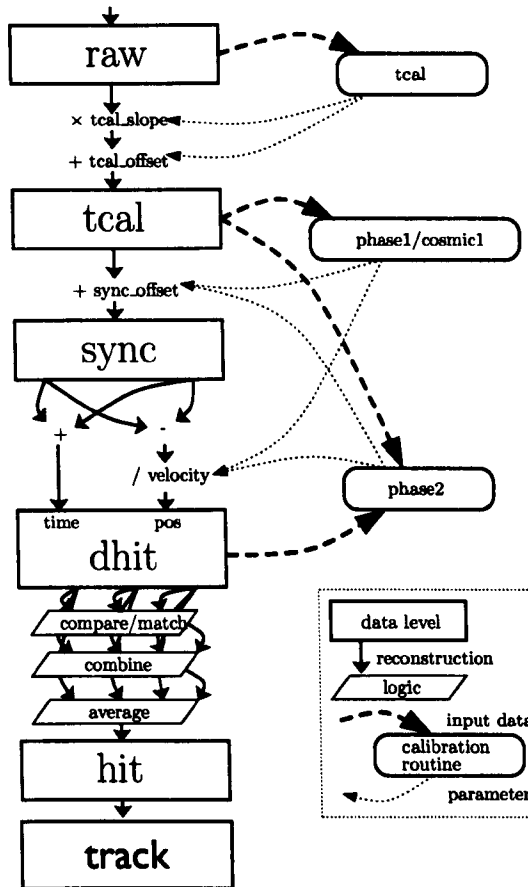 raw
tcal
× tcal_slope
+ tcal_offset
tcal
phase1/cosmic1
+ sync_offset
sync
+ -
/ velocity
phase2
time pos
dhit
compare/match
combine
average
hit
track
data level
reconstruction
logic
input data
calibration
routine
parameter